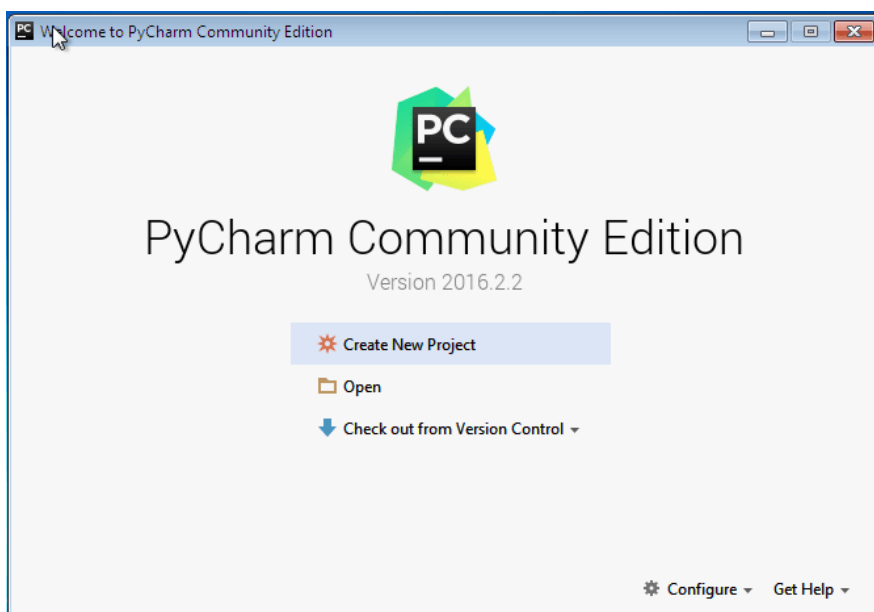 PC Welcome to PyCharm Community Edition
PC
PyCharm Community Edition
Version 2016.2.2
Create New Project
Open
Check out from Version Control
Configure Get Help